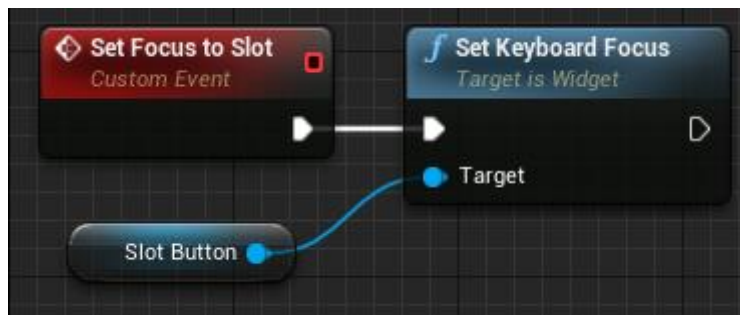 Set Focus to Slot
Custom Event
Set Keyboard Focus
Target is Widget
Target
Slot Button